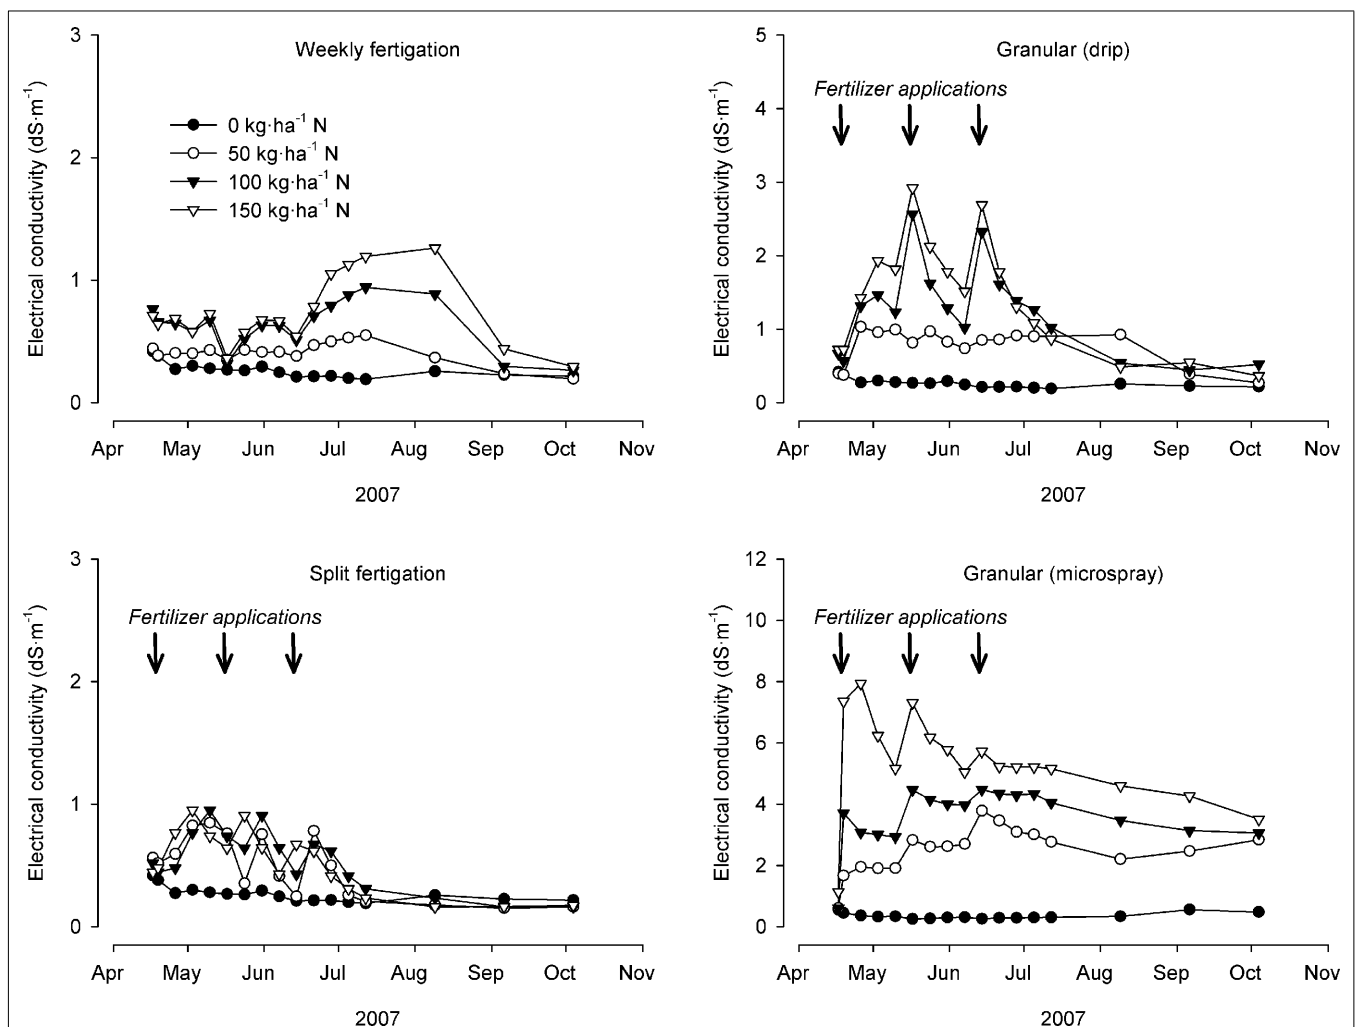 Weekly fertigation
Electrical conductivity (dS·m⁻¹)
3
2
1
0
0 kg·ha⁻¹ N
50 kg·ha⁻¹ N
100 kg·ha⁻¹ N
150 kg·ha⁻¹ N
Apr May Jun Jul Aug Sep Oct Nov
2007
Granular (drip)
Fertilizer applications
Electrical conductivity (dS·m⁻¹)
5
4
3
2
1
0
Apr May Jun Jul Aug Sep Oct Nov
2007
Split fertigation
Fertilizer applications
Electrical conductivity (dS·m⁻¹)
3
2
1
0
Apr May Jun Jul Aug Sep Oct Nov
2007
Granular (microspray)
Fertilizer applications
Electrical conductivity (dS·m⁻¹)
12
10
8
6
4
2
0
Apr May Jun Jul Aug Sep Oct Nov
2007